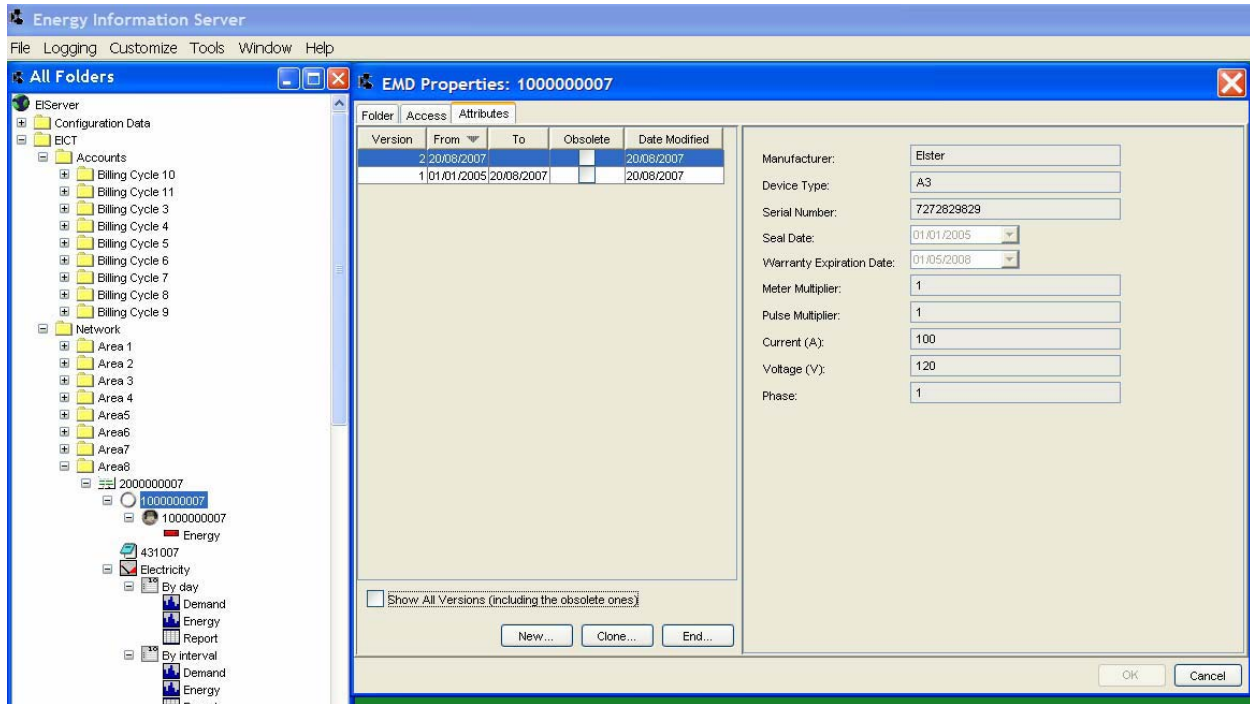 Energy Information Server
File Logging Customize Tools Window Help
All Folders
EIServer
Configuration Data
EICT
Accounts
Billing Cycle 10
Billing Cycle 11
Billing Cycle 3
Billing Cycle 4
Billing Cycle 5
Billing Cycle 6
Billing Cycle 7
Billing Cycle 8
Billing Cycle 9
Network
Area 1
Area 2
Area 3
Area 4
Area5
Area6
Area7
Area8
2000000007
1000000007
1000000007
Energy
431007
Electricity
By day
Demand
Energy
Report
By interval
Demand
Energy
EMD Properties: 1000000007
Folder Access Attributes
Version From To Obsolete Date Modified
2 20/08/2007 20/08/2007
1 01/01/2005 20/08/2007 20/08/2007
Show All Versions (including the obsolete ones)
New... Clone... End...
Manufacturer: Elster
Device Type: A3
Serial Number: 7272829829
Seal Date: 01/01/2005
Warranty Expiration Date: 01/05/2008
Meter Multiplier: 1
Pulse Multiplier: 1
Current (A): 100
Voltage (V): 120
Phase: 1
OK Cancel